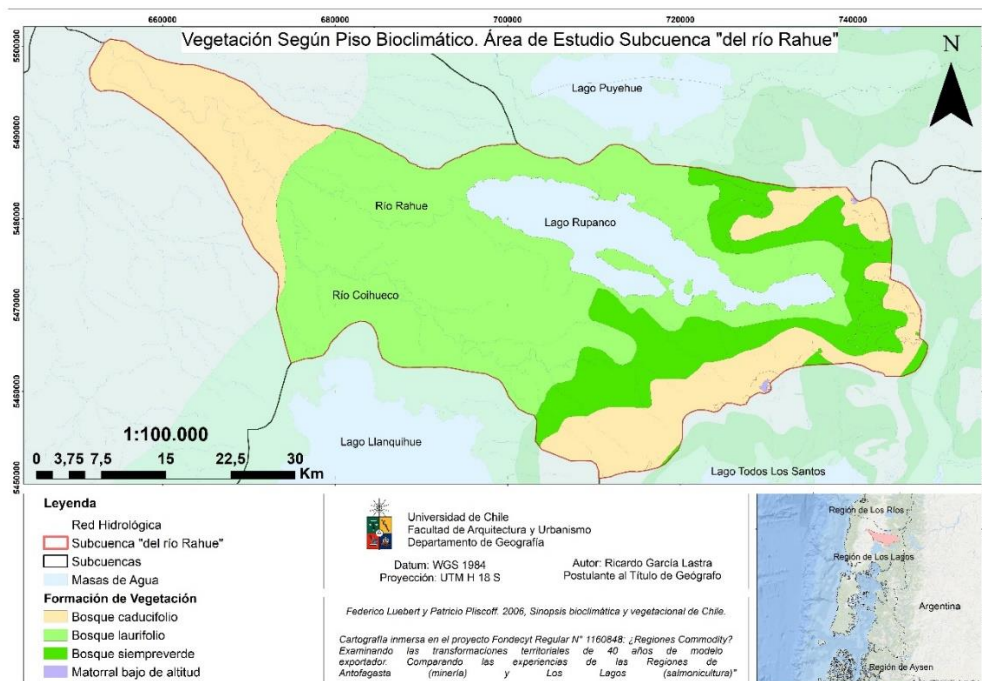 660000 680000 700000 720000 740000
Vegetación Según Piso Bioclimático. Área de Estudio Subcuenca "del río Rahue"
N
5500000
5490000
5480000
5470000
5460000
5450000
Lago Puyehue
Río Rahue
Lago Rupanco
Río Coihueco
Lago Llanquihue
Lago Todos Los Santos
1:100.000
0 3,75 7,5 15 22,5 30
Km
Leyenda
Red Hidrológica
Subcuenca "del río Rahue"
Subcuencas
Masas de Agua
Formación de Vegetación
Bosque caducifolio
Bosque laurifolio
Bosque siempreverde
Matorral bajo de altitud
Universidad de Chile
Facultad de Arquitectura y Urbanismo
Departamento de Geografía
Datum: WGS 1984
Proyección: UTM H 18 S
Autor: Ricardo García Lastra
Postulante al Título de Geógrafo
Federico Luebert y Patricio Pliscoff. 2006, Sinopsis bioclimática y vegetacional de Chile.
Cartografía inmersa en el proyecto Fondecyt Regular N° 1160848: ¿Regiones Commodity?
Examinando las transformaciones territoriales de 40 años de modelo
exportador. Comparando las experiencias de las Regiones de
Antofagasta (minería) y Los Lagos (salmonicultura)"
Región de Los Ríos
Región de Los Lagos
Argentina
Región de Aysen